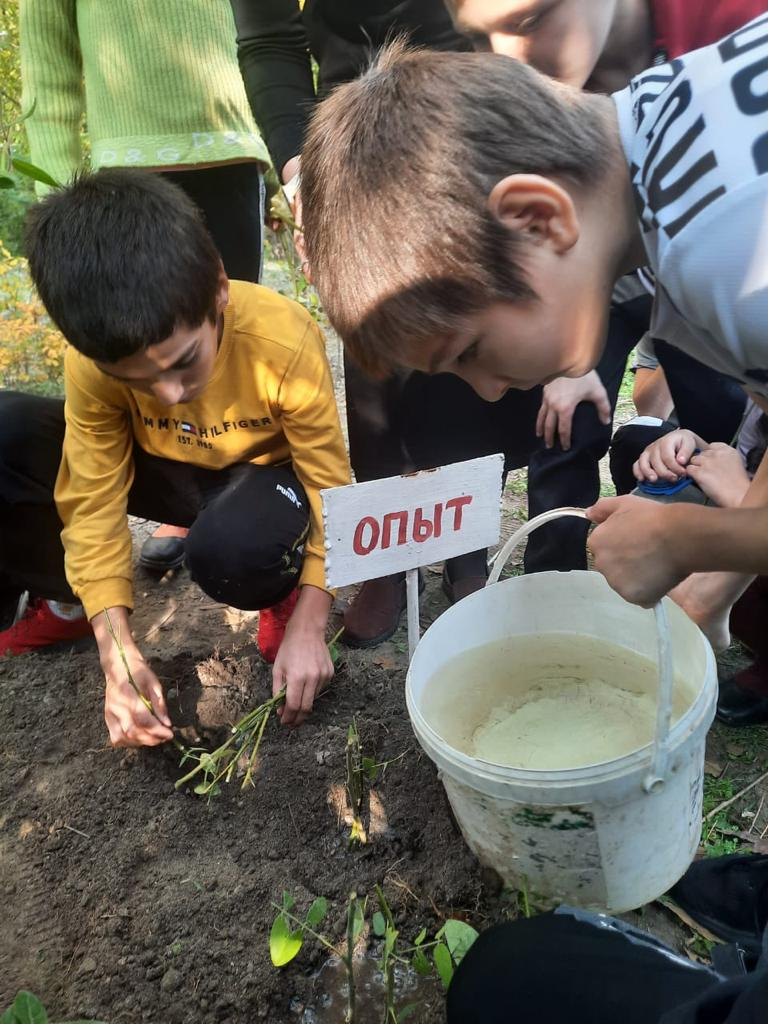 D & G D &
MMY HILFIGER
EST. 1985
PUMA
ОПЫТ